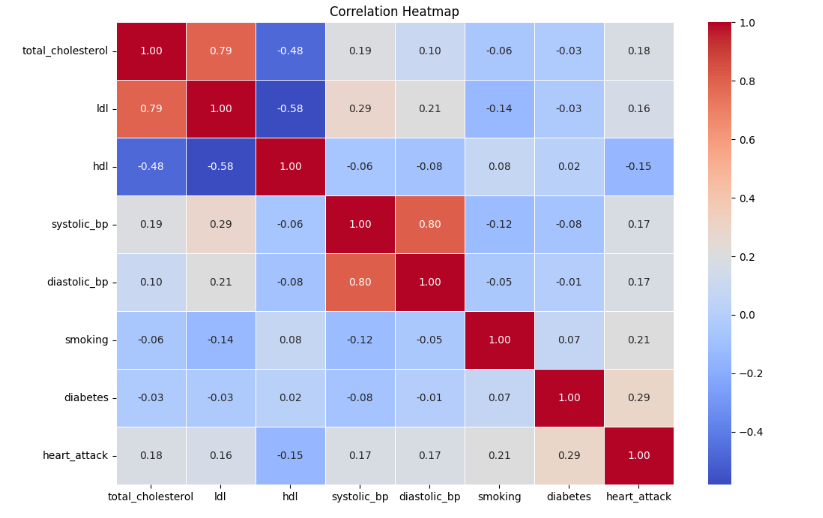 Correlation Heatmap
total_cholesterol 1.00 0.79 -0.48 0.19 0.10 -0.06 -0.03 0.18
ldl 0.79 1.00 -0.58 0.29 0.21 -0.14 -0.03 0.16
hdl -0.48 -0.58 1.00 -0.06 -0.08 0.08 0.02 -0.15
systolic_bp 0.19 0.29 -0.06 1.00 0.80 -0.12 -0.08 0.17
diastolic_bp 0.10 0.21 -0.08 0.80 1.00 -0.05 -0.01 0.17
smoking -0.06 -0.14 0.08 -0.12 -0.05 1.00 0.07 0.21
diabetes -0.03 -0.03 0.02 -0.08 -0.01 0.07 1.00 0.29
heart_attack 0.18 0.16 -0.15 0.17 0.17 0.21 0.29 1.00
total_cholesterol ldl hdl systolic_bp diastolic_bp smoking diabetes heart_attack
1.0
0.8
0.6
0.4
0.2
0.0
−0.2
−0.4